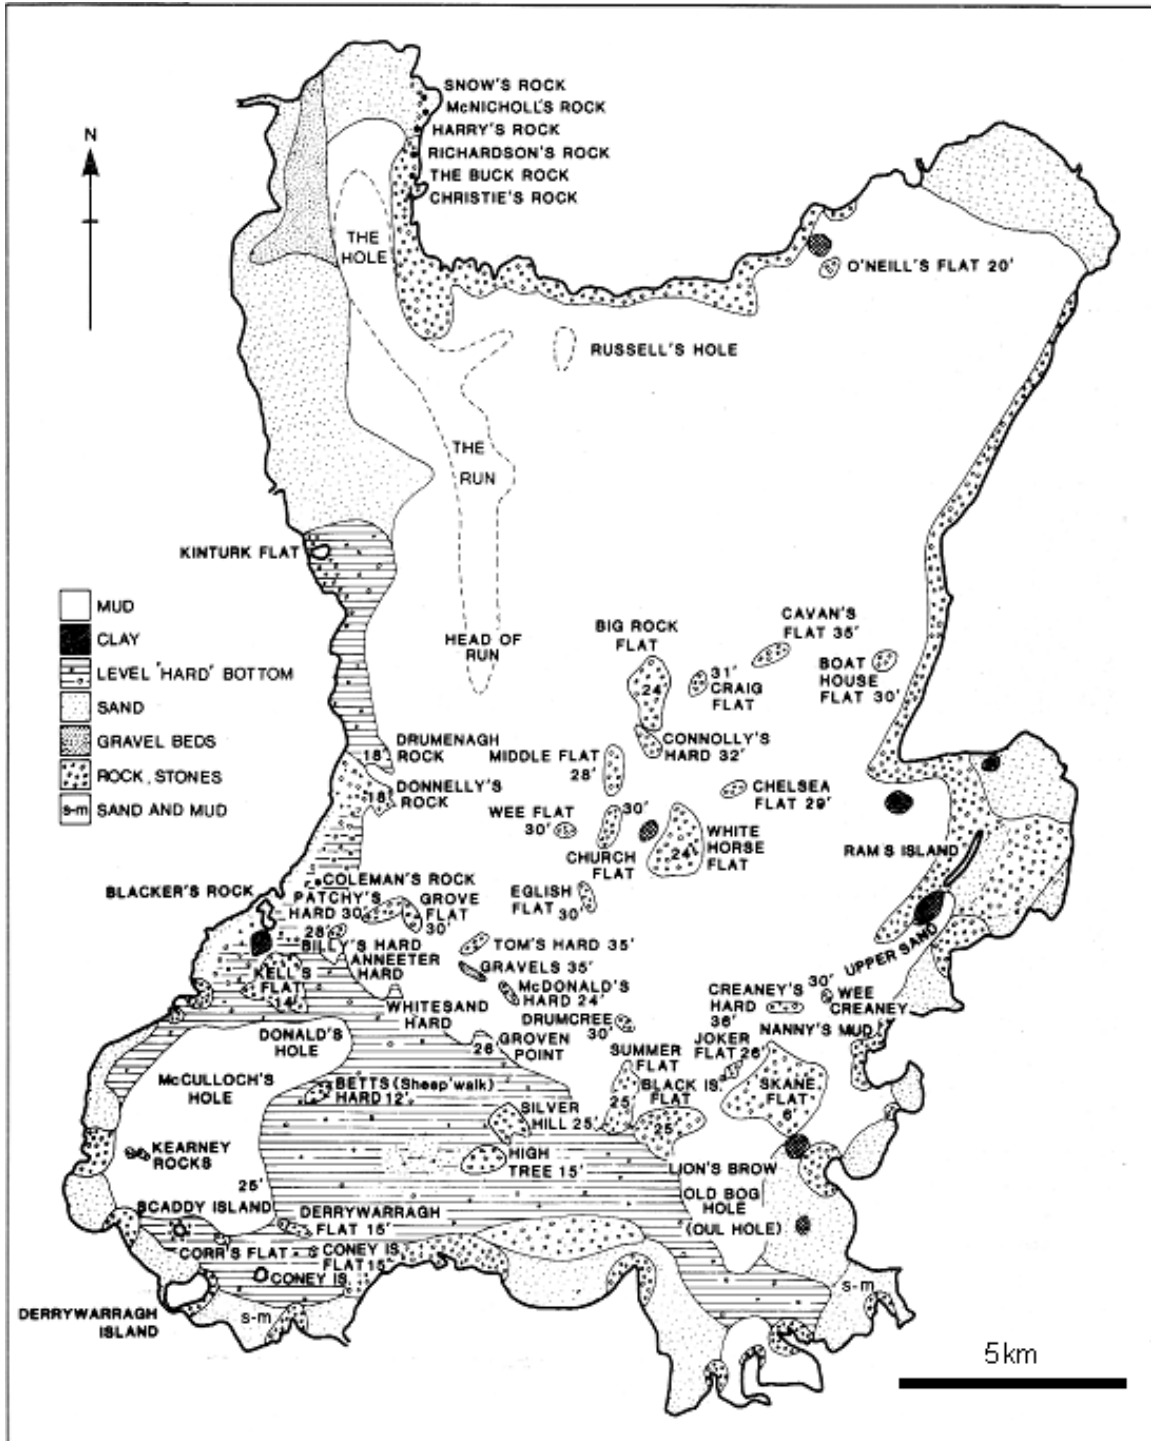 SNOW'S ROCK
McNICHOLL'S ROCK
HARRY'S ROCK
RICHARDSON'S ROCK
THE BUCK ROCK
CHRISTIE'S ROCK
N
THE
HOLE
O'NEILL'S FLAT 20'
RUSSELL'S HOLE
THE
RUN
KINTURK FLAT
MUD
CLAY
LEVEL "HARD" BOTTOM
SAND
GRAVEL BEDS
ROCK, STONES
s-m SAND AND MUD
HEAD OF
RUN
BIG ROCK
FLAT
24'
CAVAN'S
FLAT 35'
31'
CRAIG
FLAT
BOAT
HOUSE
FLAT 30'
DRUMENAGH
ROCK
18'
MIDDLE FLAT
28'
CONNOLLY'S
HARD 32'
DONNELLY'S
ROCK
18'
CHELSEA
FLAT 29'
WEE FLAT
30'
30'
CHURCH
FLAT
WHITE
HORSE
FLAT
24'
RAM'S ISLAND
BLACKER'S ROCK
COLEMAN'S ROCK
PATCHY'S
HARD 30'
GROVE
FLAT
30'
EGLISH
FLAT 30'
28'
BILLY'S HARD
ANNEETER
HARD
TOM'S HARD 35'
GRAVELS 35'
UPPER SAND
KELL'S
FLAT
14'
McDONALD'S
HARD 24'
CREANEY'S
HARD
36'
30'
WEE
CREANEY
WHITESAND
HARD
DRUMCREE
30'
NANNY'S MUD
DONALD'S
HOLE
26'
GROVEN
POINT
JOKER
FLAT 26'
SUMMER
FLAT
25'
McCULLOCH'S
HOLE
BETTS (Sheep'walk)
HARD 12'
BLACK IS.
FLAT
25'
SKANE
FLAT
6'
SILVER
HILL 25'
KEARNEY
ROCKS
HIGH
TREE 15'
LION'S BROW
25'
OLD BOG
HOLE
(OUL HOLE)
SCADDY ISLAND
DERRYWARRAGH
FLAT 15'
CORR'S FLAT
CONEY IS.
FLAT 15'
CONEY IS.
DERRYWARRAGH
ISLAND
s-m
s-m
5km